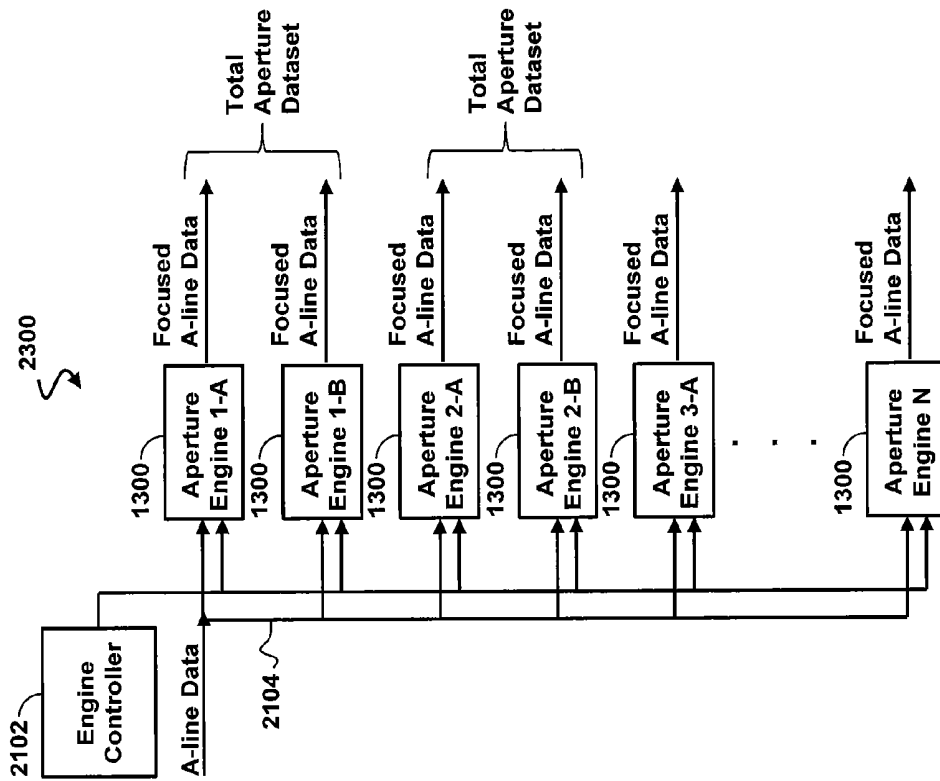 2300
2102
Engine
Controller
A-line Data
2104
1300
Aperture
Engine 1-A
Focused
A-line Data
1300
Aperture
Engine 1-B
Focused
A-line Data
Total
Aperture
Dataset
1300
Aperture
Engine 2-A
Focused
A-line Data
1300
Aperture
Engine 2-B
Focused
A-line Data
Total
Aperture
Dataset
1300
Aperture
Engine 3-A
Focused
A-line Data
. . .
1300
Aperture
Engine N
Focused
A-line Data